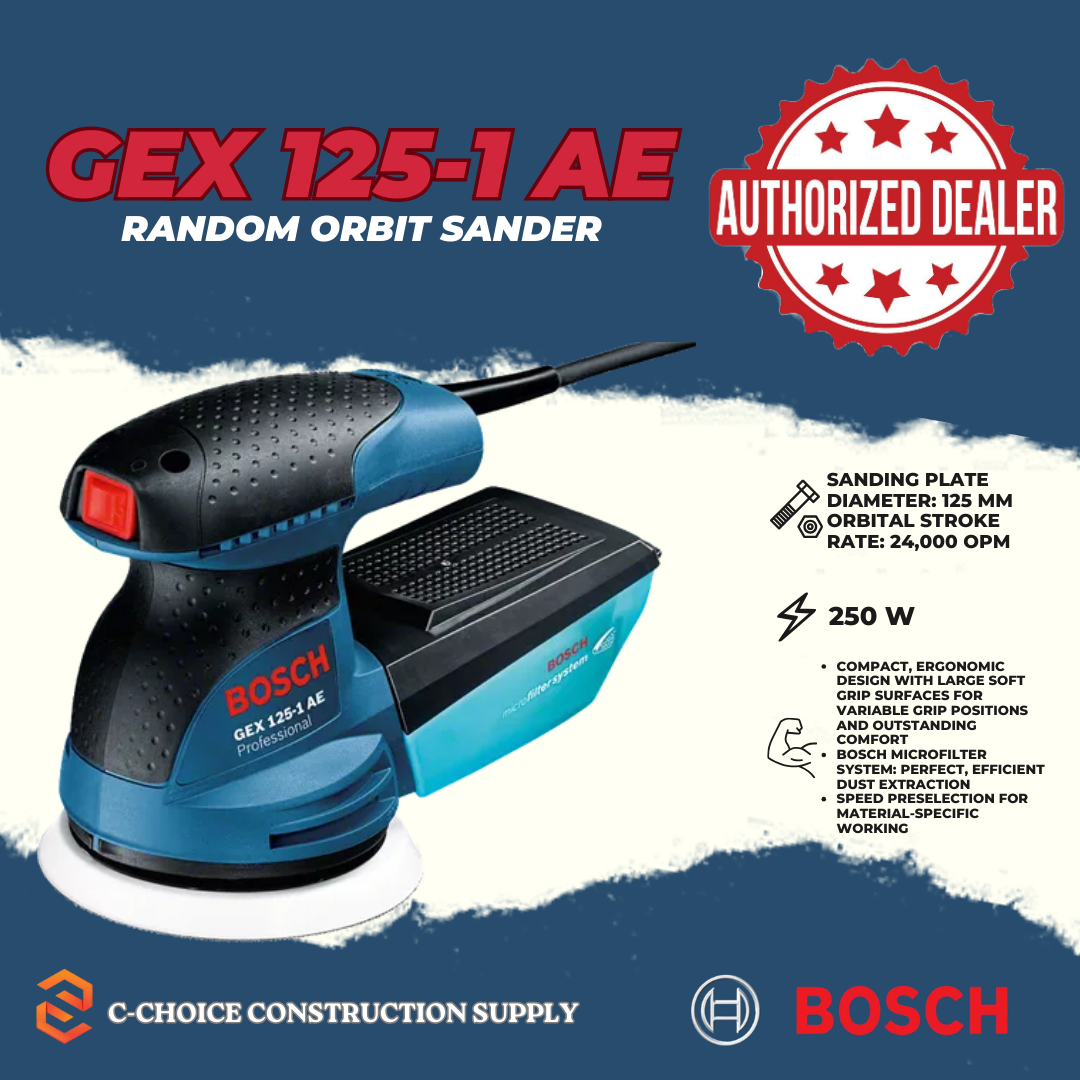 GEX 125-1 AE
RANDOM ORBIT SANDER
AUTHORIZED DEALER
BOSCH
GEX 125-1 AE
Professional
BOSCH
microfiltersystem
SANDING PLATE
DIAMETER: 125 MM
ORBITAL STROKE
RATE: 24,000 OPM
250 W
• COMPACT, ERGONOMIC
DESIGN WITH LARGE SOFT
GRIP SURFACES FOR
VARIABLE GRIP POSITIONS
AND OUTSTANDING
COMFORT
• BOSCH MICROFILTER
SYSTEM: PERFECT, EFFICIENT
DUST EXTRACTION
• SPEED PRESELECTION FOR
MATERIAL-SPECIFIC
WORKING
C-CHOICE CONSTRUCTION SUPPLY
BOSCH